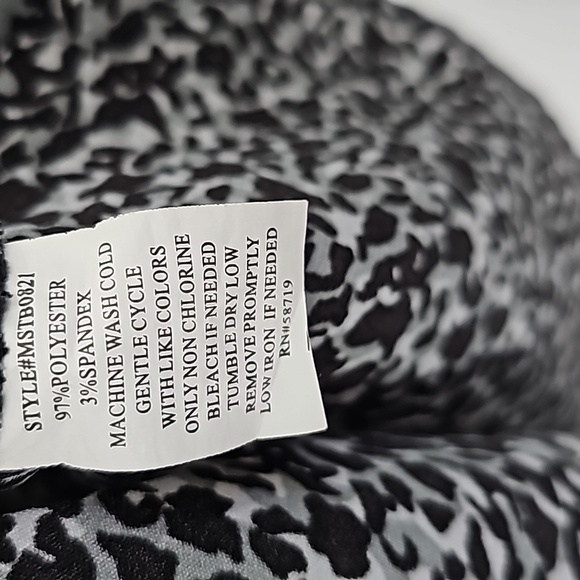 STYLE#MSTB0821
97%POLYESTER
3%SPANDEX
MACHINE WASH COLD
GENTLE CYCLE
WITH LIKE COLORS
ONLY NON CHLORINE
BLEACH IF NEEDED
TUMBLE DRY LOW
REMOVE PROMPTLY
LOW IRON IF NEEDED
RN#58719